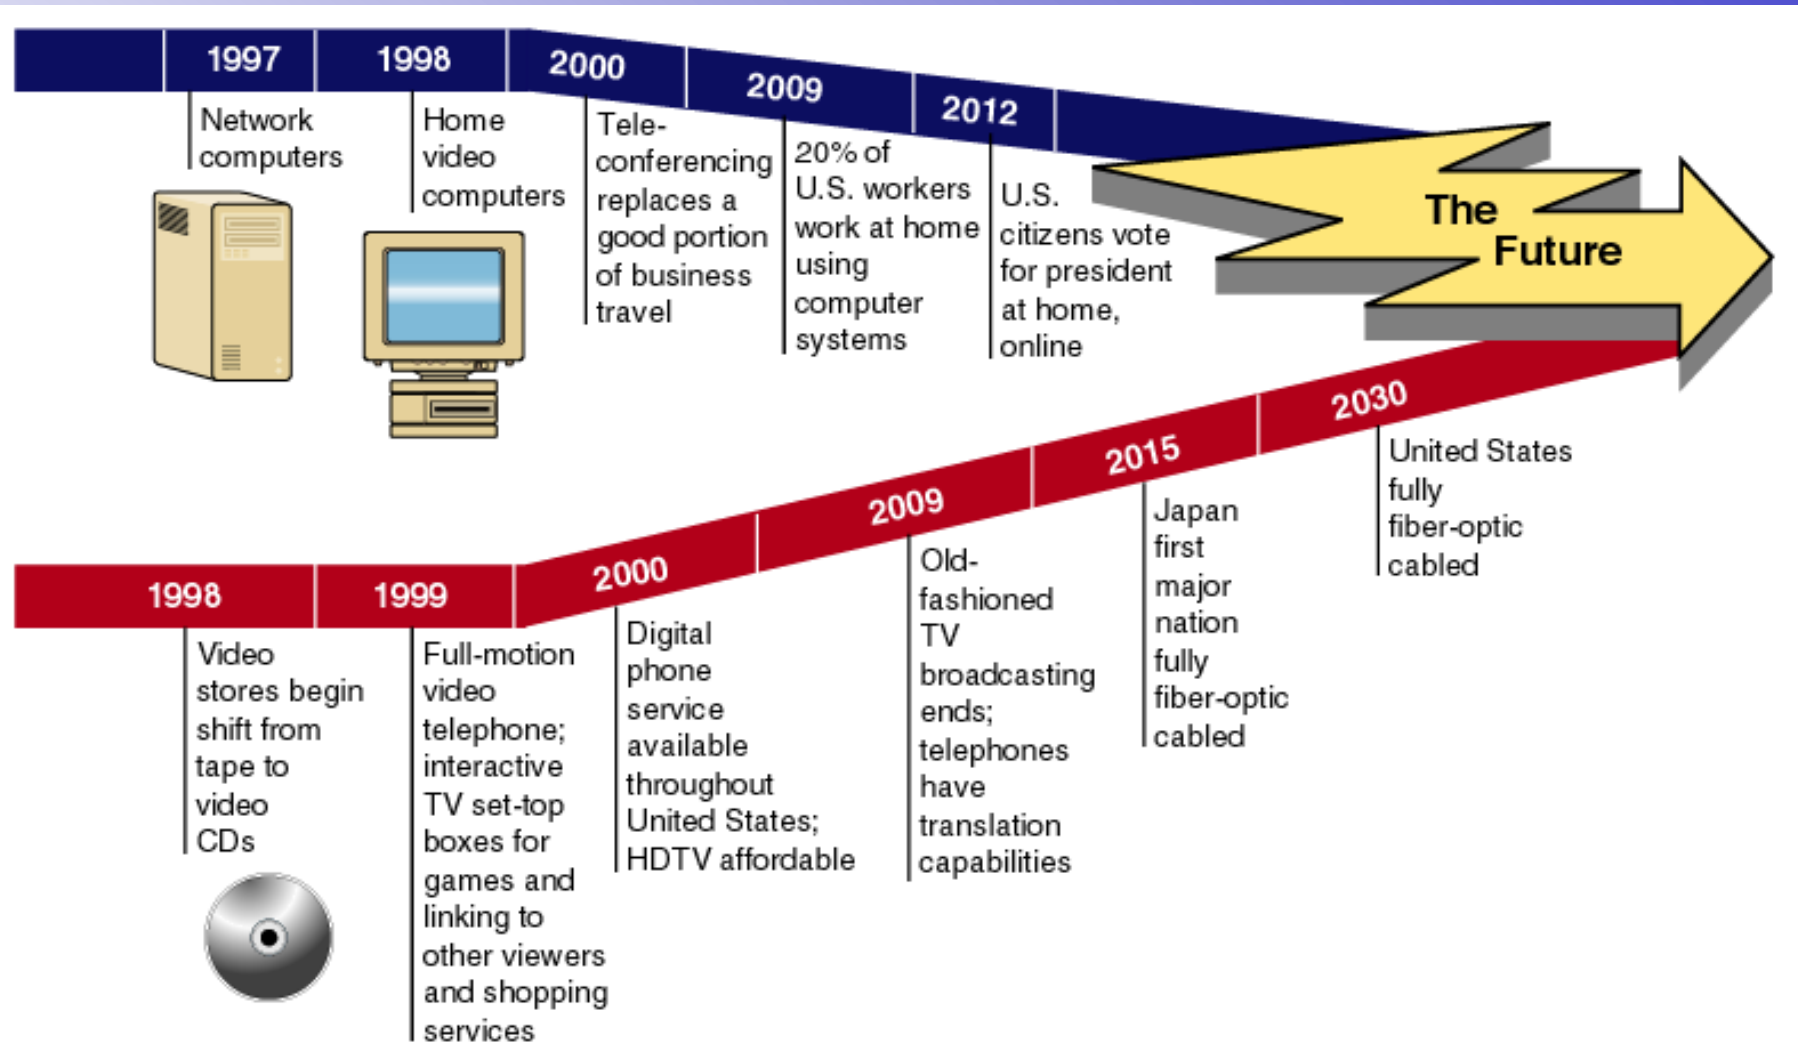 1997
Network
computers
1998
Home
video
computers
2000
Tele-
conferencing
replaces a
good portion
of business
travel
2009
20% of
U.S. workers
work at home
using
computer
systems
2012
U.S.
citizens vote
for president
at home,
online
The
Future
1998
Video
stores begin
shift from
tape to
video
CDs
1999
Full-motion
video
telephone;
interactive
TV set-top
boxes for
games and
linking to
other viewers
and shopping
services
2000
Digital
phone
service
available
throughout
United States;
HDTV affordable
2009
Old-
fashioned
TV
broadcasting
ends;
telephones
have
translation
capabilities
2015
Japan
first
major
nation
fully
fiber-optic
cabled
2030
United States
fully
fiber-optic
cabled